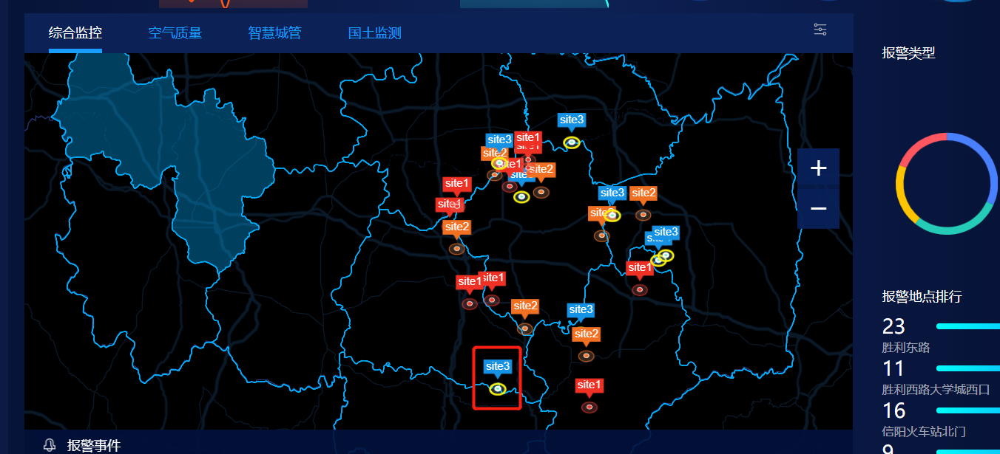 综合监控 空气质量 智慧城管 国土监测
报警类型
site3
site3 site1
site1
site2
site1 site2
site3
site1
site3 site2
site1
site2
site2
site3
site3
site1
site1 site1
site2 site3
site2
site3
site1
+
−
报警地点排行
23
胜利东路
11
胜利西路大学城西口
16
信阳火车站北门
9
报警事件